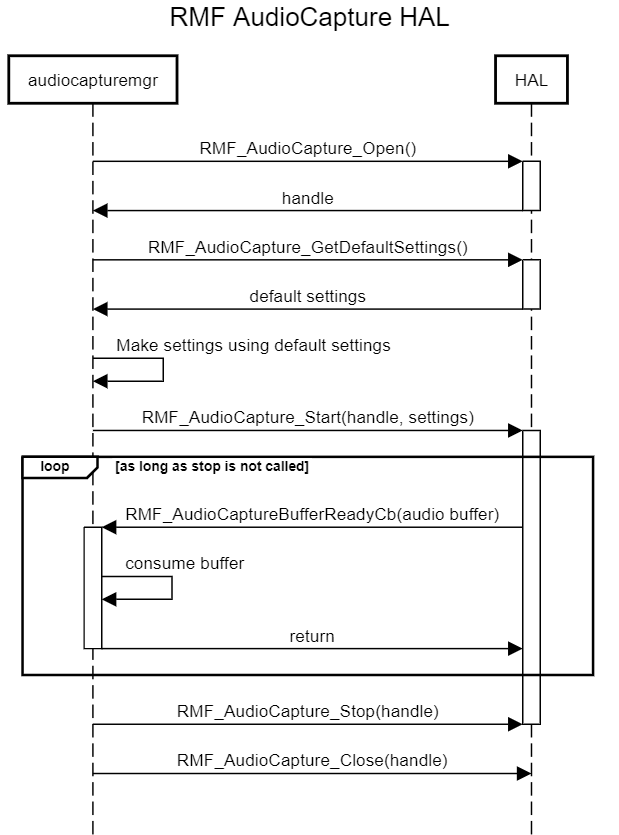 RMF AudioCapture HAL
audiocapturemgr
HAL
RMF_AudioCapture_Open()
handle
RMF_AudioCapture_GetDefaultSettings()
default settings
Make settings using default settings
RMF_AudioCapture_Start(handle, settings)
loop
[as long as stop is not called]
RMF_AudioCaptureBufferReadyCb(audio buffer)
consume buffer
return
RMF_AudioCapture_Stop(handle)
RMF_AudioCapture_Close(handle)